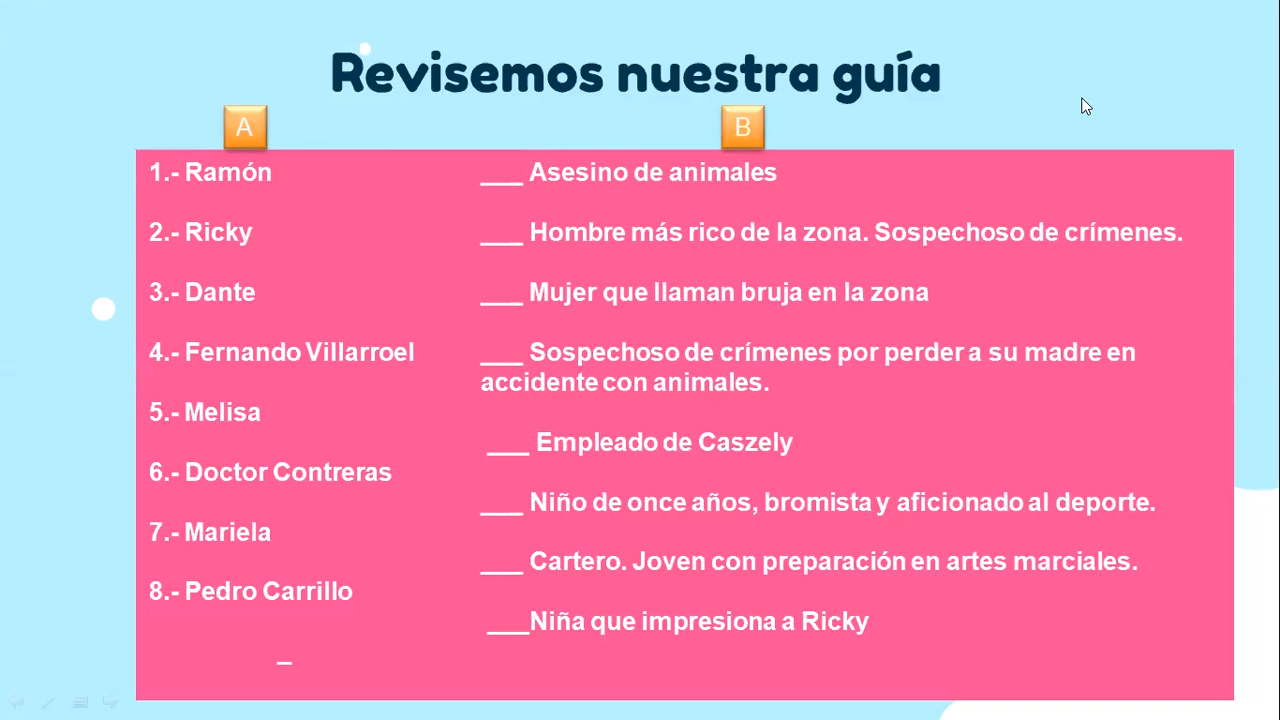 Revisemos nuestra guía
A
B
1.- Ramón
2.- Ricky
3.- Dante
4.- Fernando Villarroel
5.- Melisa
6.- Doctor Contreras
7.- Mariela
8.- Pedro Carrillo
_
___ Asesino de animales
___ Hombre más rico de la zona. Sospechoso de crímenes.
___ Mujer que llaman bruja en la zona
___ Sospechoso de crímenes por perder a su madre en
accidente con animales.
___ Empleado de Caszely
___ Niño de once años, bromista y aficionado al deporte.
___ Cartero. Joven con preparación en artes marciales.
___Niña que impresiona a Ricky